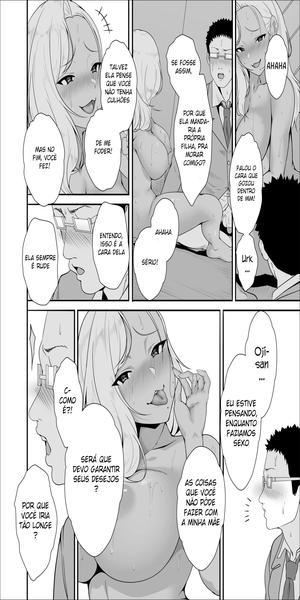 AHAHA
FALOU O CARA QUE
GOZOU
DENTRO DE
MIM!
URK
...
SE FOSSE
ASSIM,
POR QUE
ELA MANDA-
RIA A
PRÓPRIA
FILHA, PRA
MORAR
COMIGO?
AHAHA
SÉRIO!
TALVEZ
ELA PENSE
QUE VOCÊ
NÃO TENHA
CULHÕES
DE ME
FODER!
MAS NO
FIM, VOCÊ
FEZ!
ENTENDO,
ISSO É A
CARA DELA
ELA SEMPRE
É RUDE
Oji-
san
...
EU ESTIVE
PENSANDO,
ENQUANTO
FAZIAMOS
SEXO
AS COISAS
QUE VOCÊ
NÃO PODE
FAZER COM
A MINHA MÃE
SERÁ QUE
DEVO GARANTIR
SEUS DESEJOS
?
C-
COMO
É?!
POR QUE
VOCÊ IRIA
TÃO LONGE
?